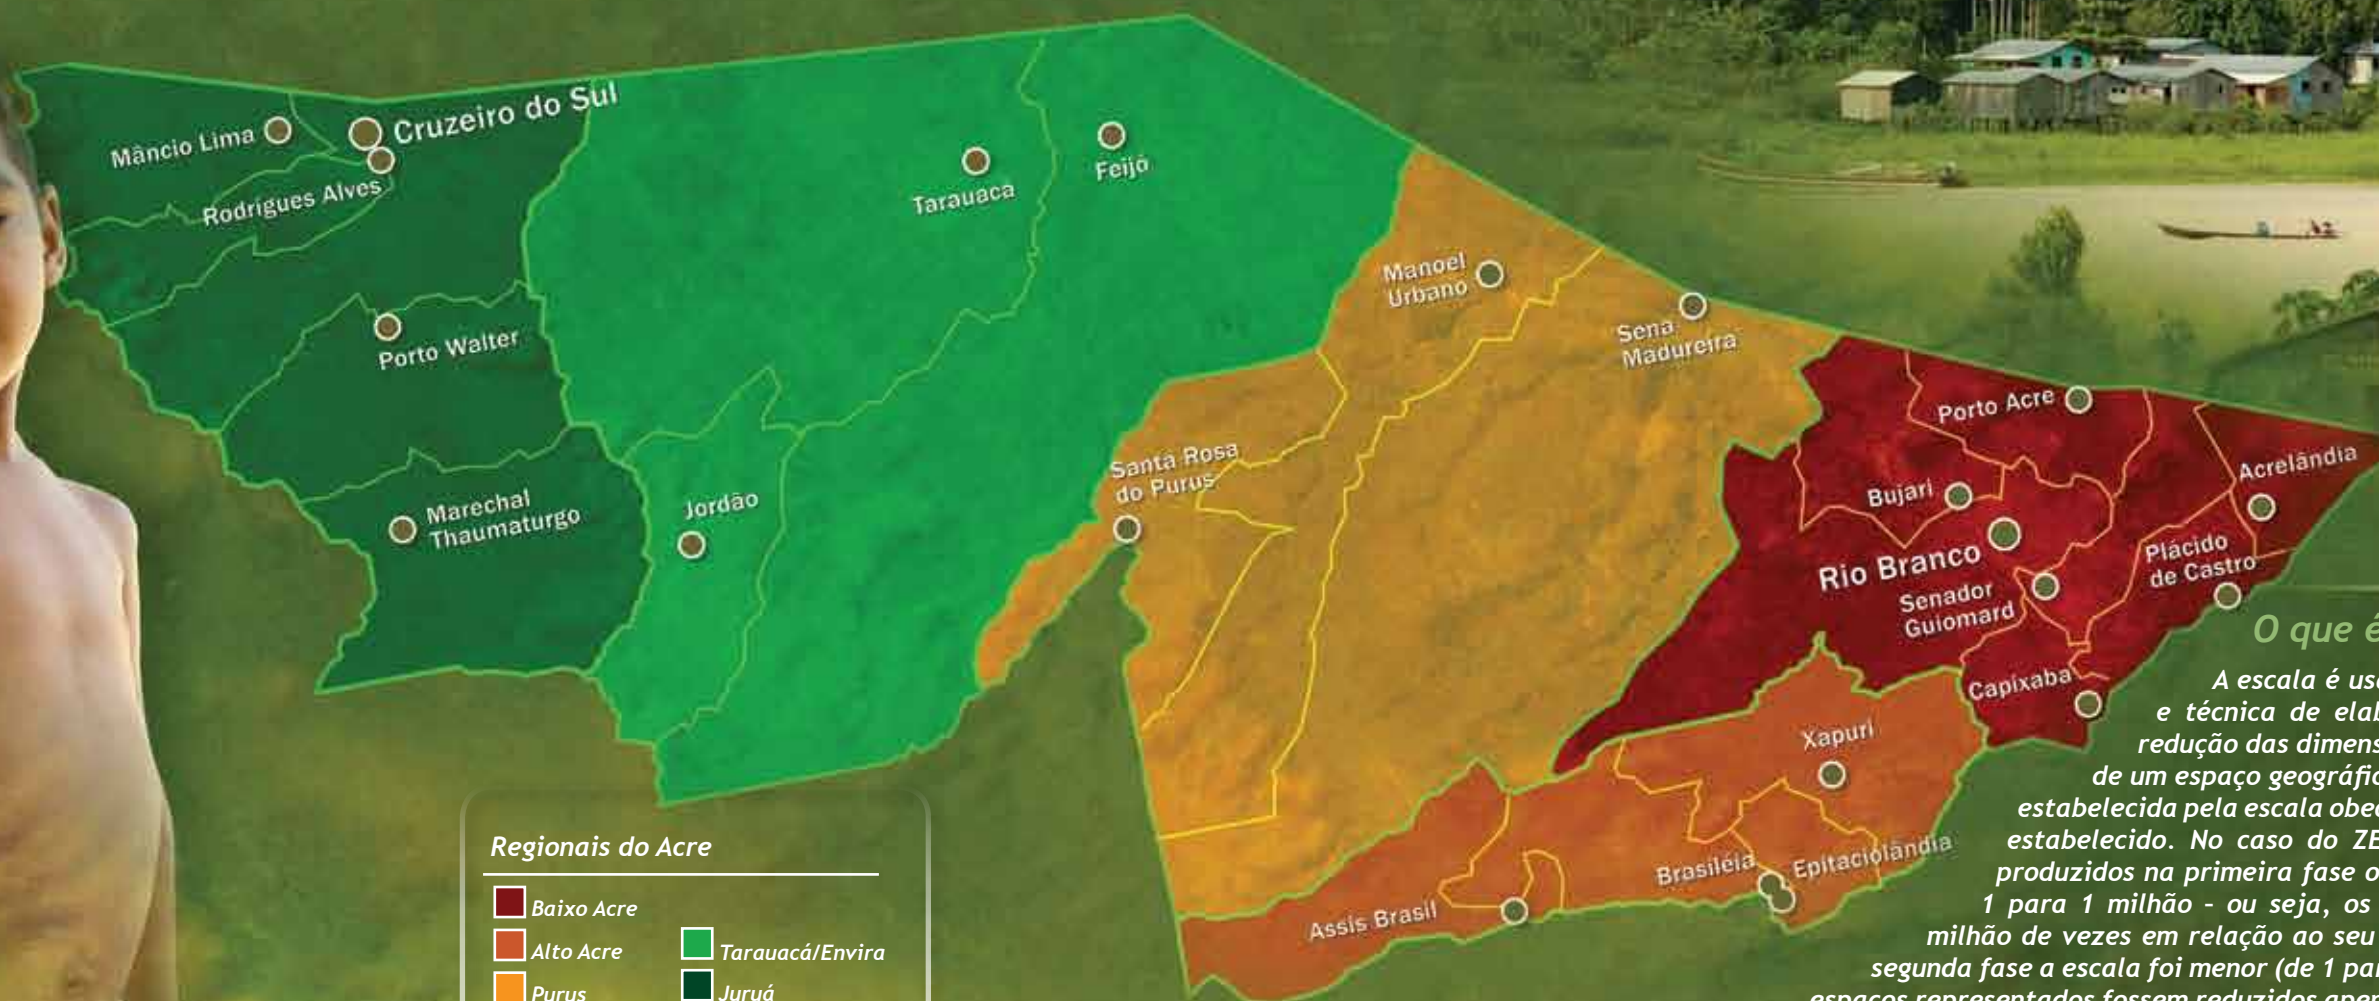 Mâncio Lima
Cruzeiro do Sul
Rodrigues Alves
Porto Walter
Marechal
Thaumaturgo
Tarauaca
Feijó
Jordão
Manoel
Urbano
Sena
Madureira
Santa Rosa
do Purus
Porto Acre
Acrelândia
Bujari
Rio Branco
Plácido
de Castro
Senador
Guiomard
Capixaba
Xapuri
Brasiléia
Epitaciolândia
Assis Brasil
Regionais do Acre
Baixo Acre
Alto Acre
Purus
Tarauacá/Envira
Juruá
O que é
A escala é us
e técnica de elab
redução das dimens
de um espaço geográfic
estabelecida pela escala obe
estabelecido. No caso do ZE
produzidos na primeira fase o
1 para 1 milhão - ou seja, os
milhão de vezes em relação ao seu
segunda fase a escala foi menor (de 1 par
espaços representados fossem reduzidos